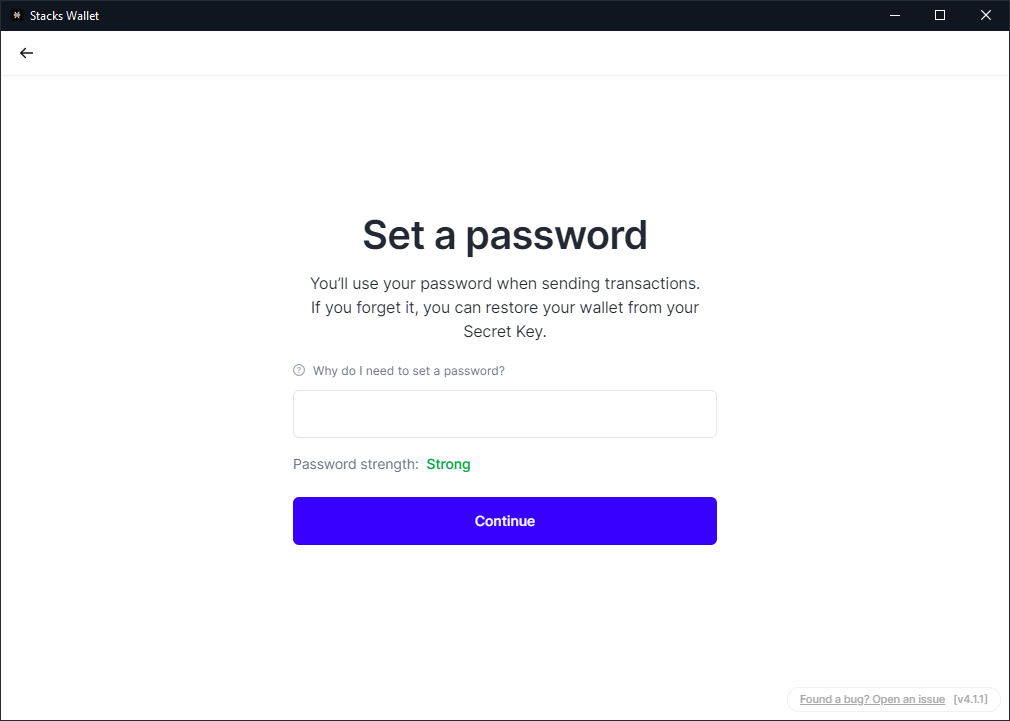 Stacks Wallet
Set a password
You’ll use your password when sending transactions.
If you forget it, you can restore your wallet from your
Secret Key.
Why do I need to set a password?
Password strength: Strong
Continue
Found a bug? Open an issue [v4.1.1]